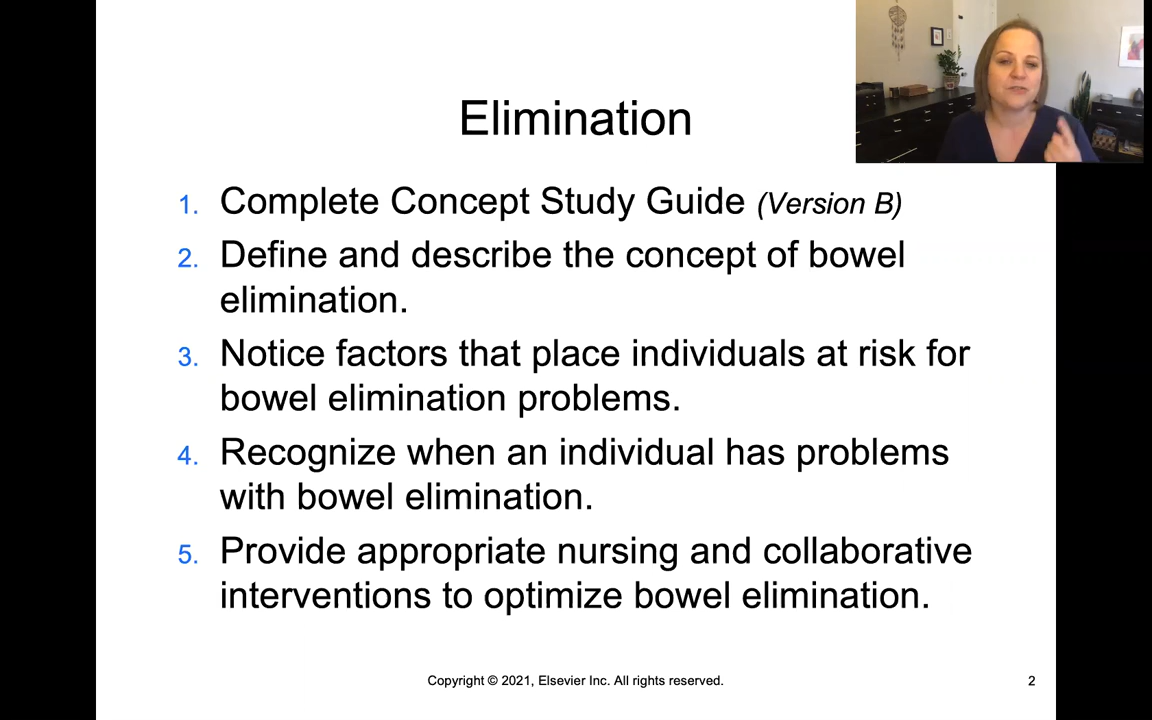 Elimination
1. Complete Concept Study Guide (Version B)
2. Define and describe the concept of bowel
elimination.
3. Notice factors that place individuals at risk for
bowel elimination problems.
4. Recognize when an individual has problems
with bowel elimination.
5. Provide appropriate nursing and collaborative
interventions to optimize bowel elimination.
Copyright © 2021, Elsevier Inc. All rights reserved.
2